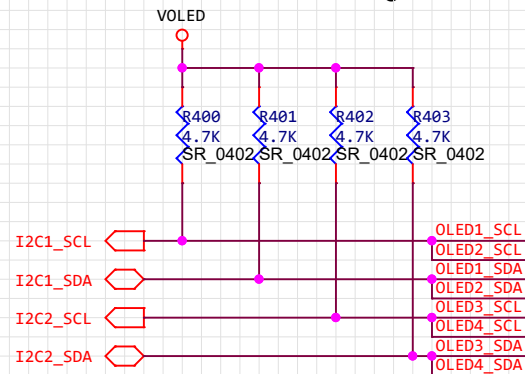 VOLED
R400 R401 R402 R403
4.7K 4.7K 4.7K 4.7K
SR_0402 SR_0402 SR_0402 SR_0402
I2C1_SCL
OLED1_SCL
OLED2_SCL
I2C1_SDA
OLED1_SDA
OLED2_SDA
I2C2_SCL
OLED3_SCL
OLED4_SCL
I2C2_SDA
OLED3_SDA
OLED4_SDA